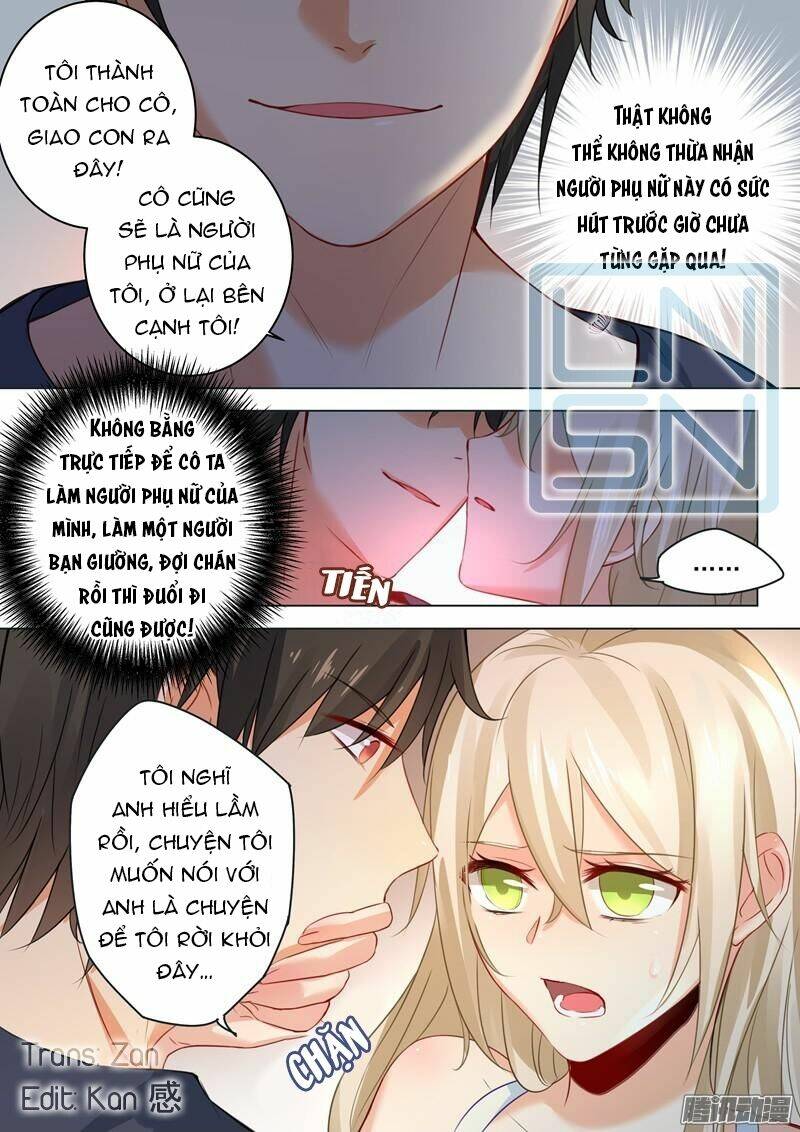 TÔI THÀNH
TOÀN CHO CÔ,
GIAO CON RA
ĐÂY!
CÔ CŨNG
SẼ LÀ NGƯỜI
PHỤ NỮ CỦA
TÔI, Ở LẠI BÊN
CẠNH TÔI!
THẬT KHÔNG
THỂ KHÔNG THỪA NHẬN
NGƯỜI PHỤ NỮ NÀY CÓ SỨC
HÚT TRƯỚC GIỜ CHƯA
TỪNG GẶP QUA!
LN
SN
KHÔNG BẰNG
TRỰC TIẾP ĐỂ CÔ TA
LÀM NGƯỜI PHỤ NỮ CỦA
MÌNH, LÀM MỘT NGƯỜI
BẠN GIƯỜNG, ĐỢI CHÁN
RỒI THÌ ĐUỔI ĐI
CŨNG ĐƯỢC!
TIẾN
......
TÔI NGHĨ
ANH HIỂU LẦM
RỒI, CHUYỆN TÔI
MUỐN NÓI VỚI
ANH LÀ CHUYỆN
ĐỂ TÔI RỜI KHỎI
ĐÂY...
CHẶN
Trans: Zan
Edit: Kan 感
腾讯动漫